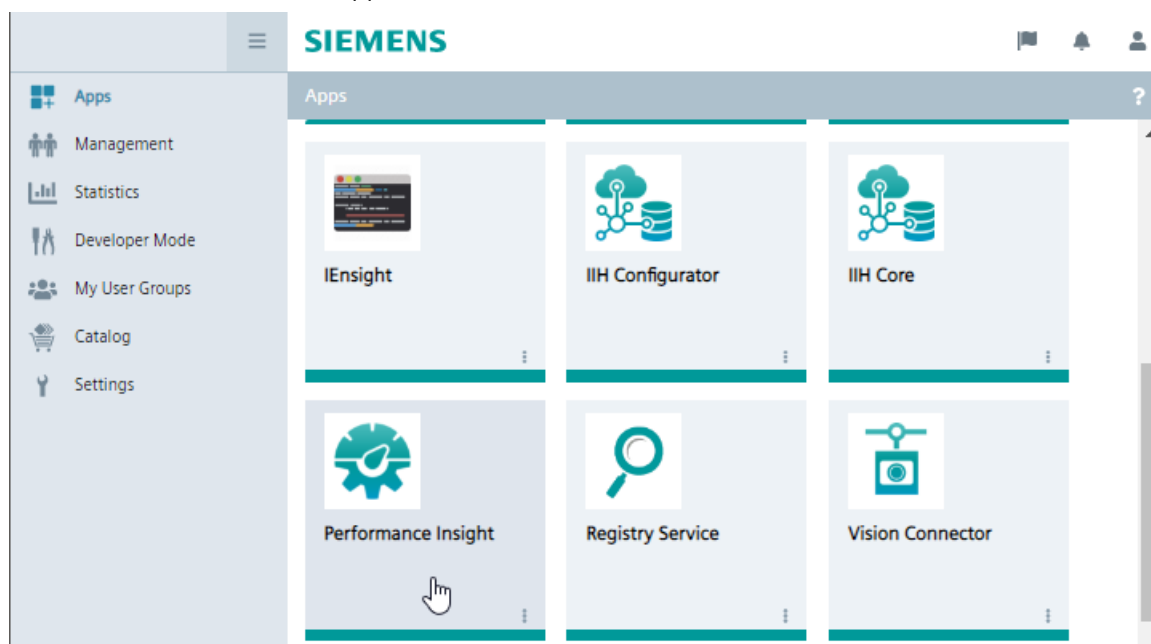 SIEMENS
Apps
Apps
?
Management
Statistics
Developer Mode
My User Groups
Catalog
Settings
IEnsight
IIH Configurator
IIH Core
Performance Insight
Registry Service
Vision Connector